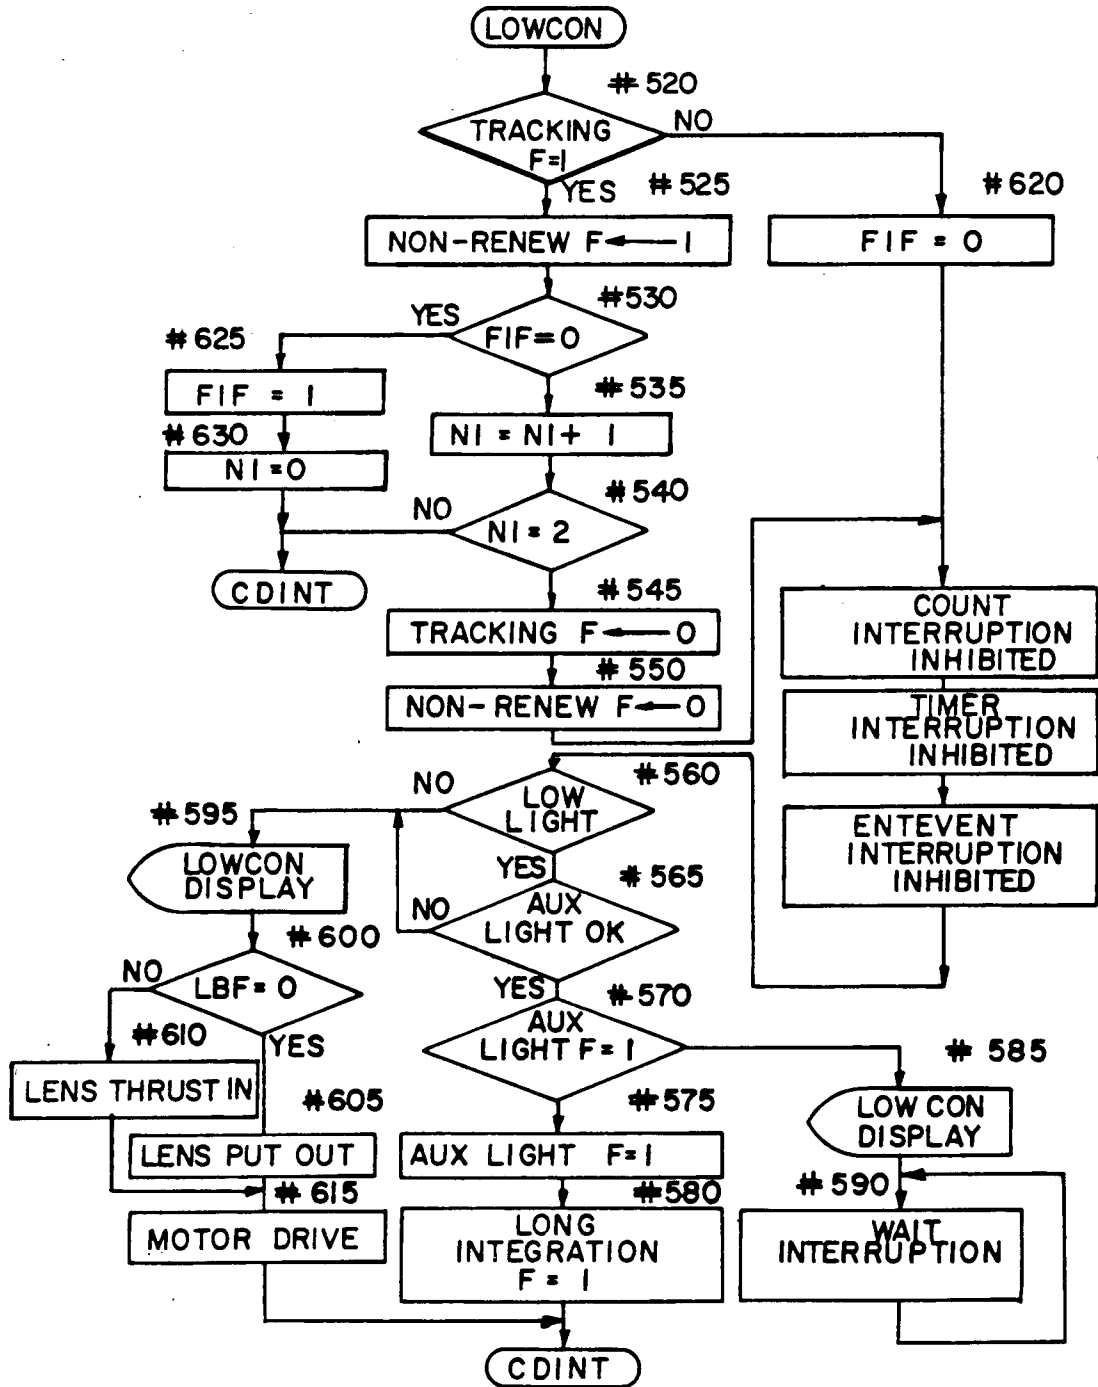 LOWCON
#520
TRACKING
F=1
NO
YES
#525
#620
NON-RENEW F←1
FIF = 0
#530
YES
FIF=0
#625
FIF = 1
#535
NI = NI+ 1
#630
NI=0
#540
NO
NI=2
CDINT
#545
TRACKING F←0
#550
NON-RENEW F←0
COUNT
INTERRUPTION
INHIBITED
TIMER
INTERRUPTION
INHIBITED
ENTEVENT
INTERRUPTION
INHIBITED
#560
NO
LOW
LIGHT
YES
#595
LOWCON
DISPLAY
#565
NO
AUX
LIGHT OK
YES
#600
NO
LBF=0
YES
#570
AUX
LIGHT F=1
#610
LENS THRUST IN
#585
LOW CON
DISPLAY
#605
LENS PUT OUT
#575
AUX LIGHT F=1
#590
WAIT
INTERRUPTION
#615
MOTOR DRIVE
#580
LONG
INTEGRATION
F = 1
CDINT